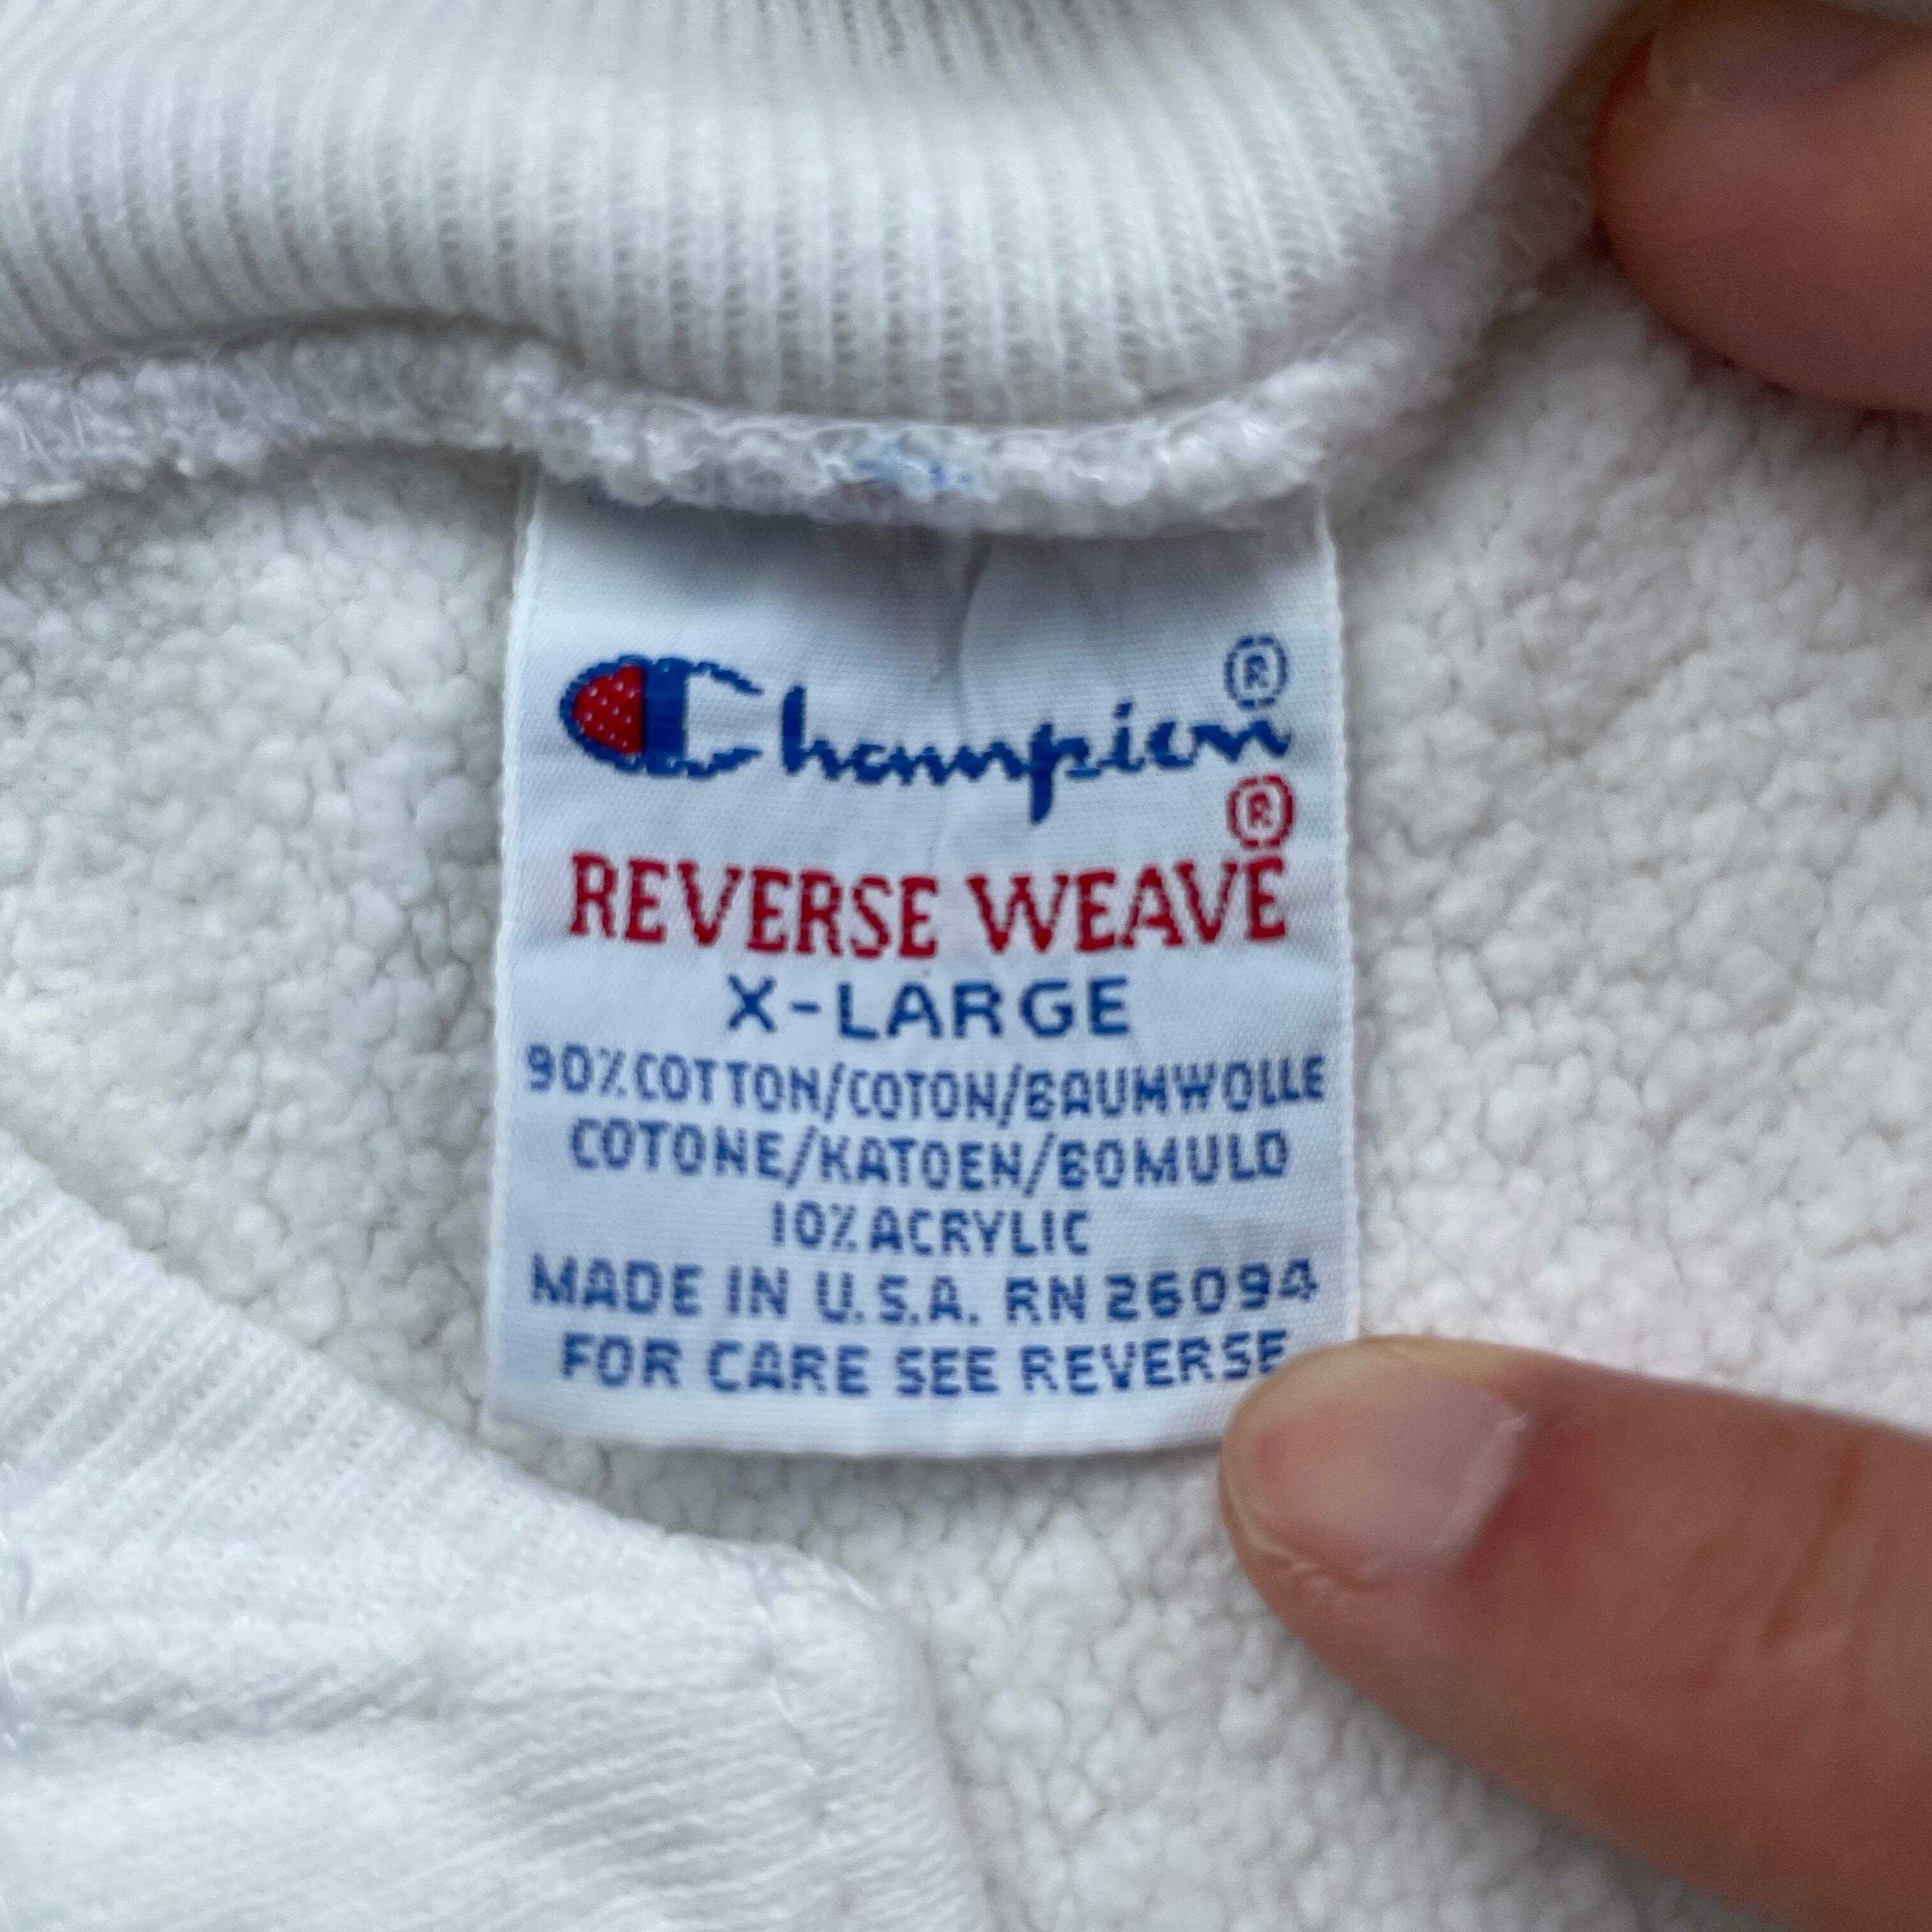 Champion®
REVERSE WEAVE®
X-LARGE
90% COTTON/COTON/BAUMWOLLE
COTONE/KATOEN/BOMULD
10% ACRYLIC
MADE IN U.S.A. RN 26094
FOR CARE SEE REVERSE